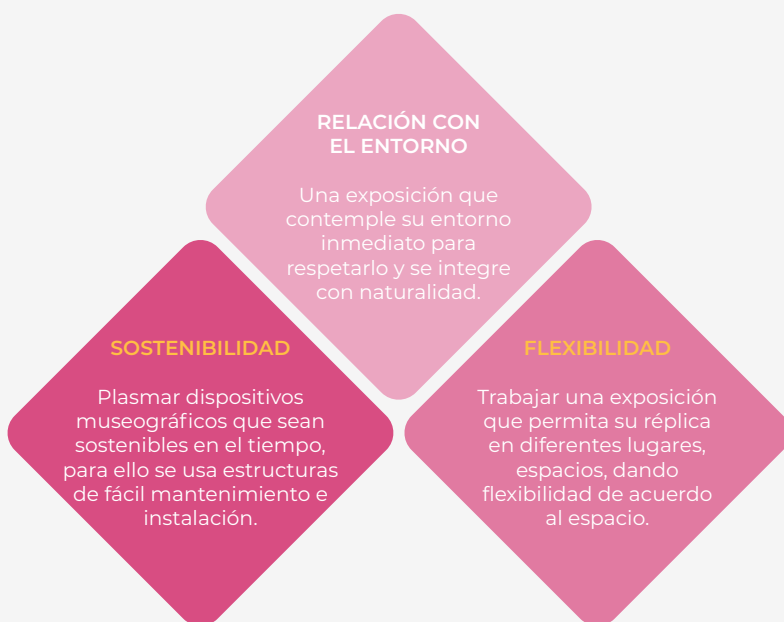 RELACIÓN CON
EL ENTORNO
Una exposición que
contemple su entorno
inmediato para
respetarlo y se integre
con naturalidad.
SOSTENIBILIDAD
Plasmar dispositivos
museográficos que sean
sostenibles en el tiempo,
para ello se usa estructuras
de fácil mantenimiento e
instalación.
FLEXIBILIDAD
Trabajar una exposición
que permita su réplica
en diferentes lugares,
espacios, dando
flexibilidad de acuerdo
al espacio.